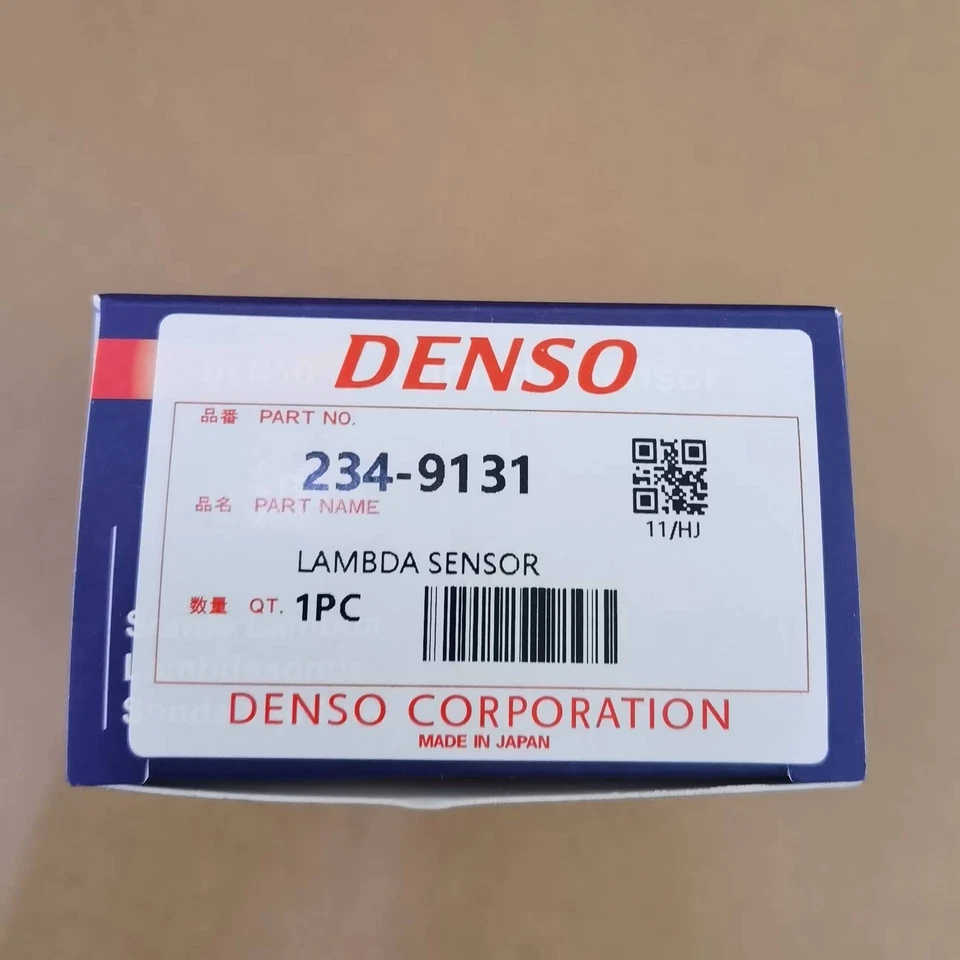 DENSO
品番 PART NO.
234-9131
品名 PART NAME
11/HJ
LAMBDA SENSOR
数量 QT. 1PC
Lambdasonde
DENSO CORPORATION
MADE IN JAPAN